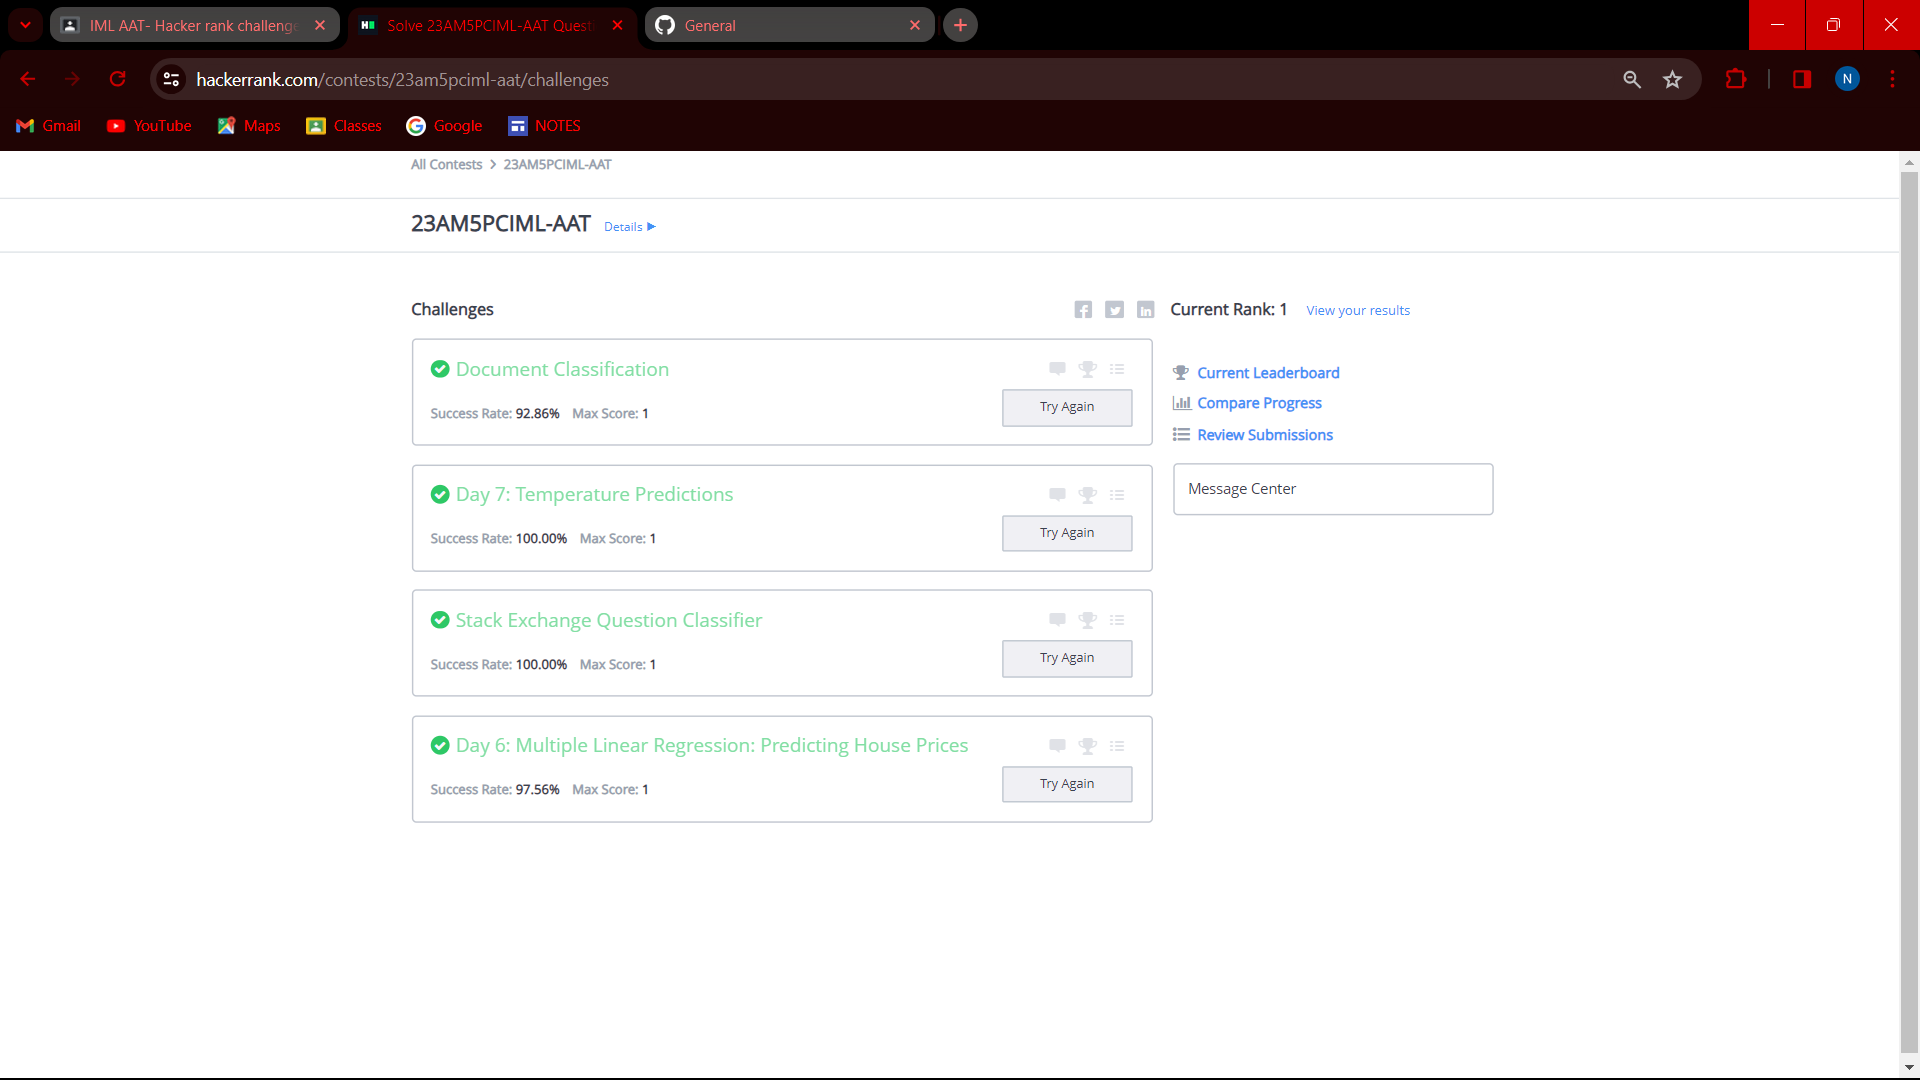 IML AAT- Hacker rank challenge
Solve 23AM5PCIML-AAT Quest
General
hackerrank.com/contests/23am5pciml-aat/challenges
N
Gmail
YouTube
Maps
Classes
Google
NOTES
All Contests > 23AM5PCIML-AAT
23AM5PCIML-AAT Details ▶
Challenges
Current Rank: 1 View your results
Document Classification
Success Rate: 92.86% Max Score: 1
Try Again
Day 7: Temperature Predictions
Success Rate: 100.00% Max Score: 1
Try Again
Stack Exchange Question Classifier
Success Rate: 100.00% Max Score: 1
Try Again
Day 6: Multiple Linear Regression: Predicting House Prices
Success Rate: 97.56% Max Score: 1
Try Again
Current Leaderboard
Compare Progress
Review Submissions
Message Center